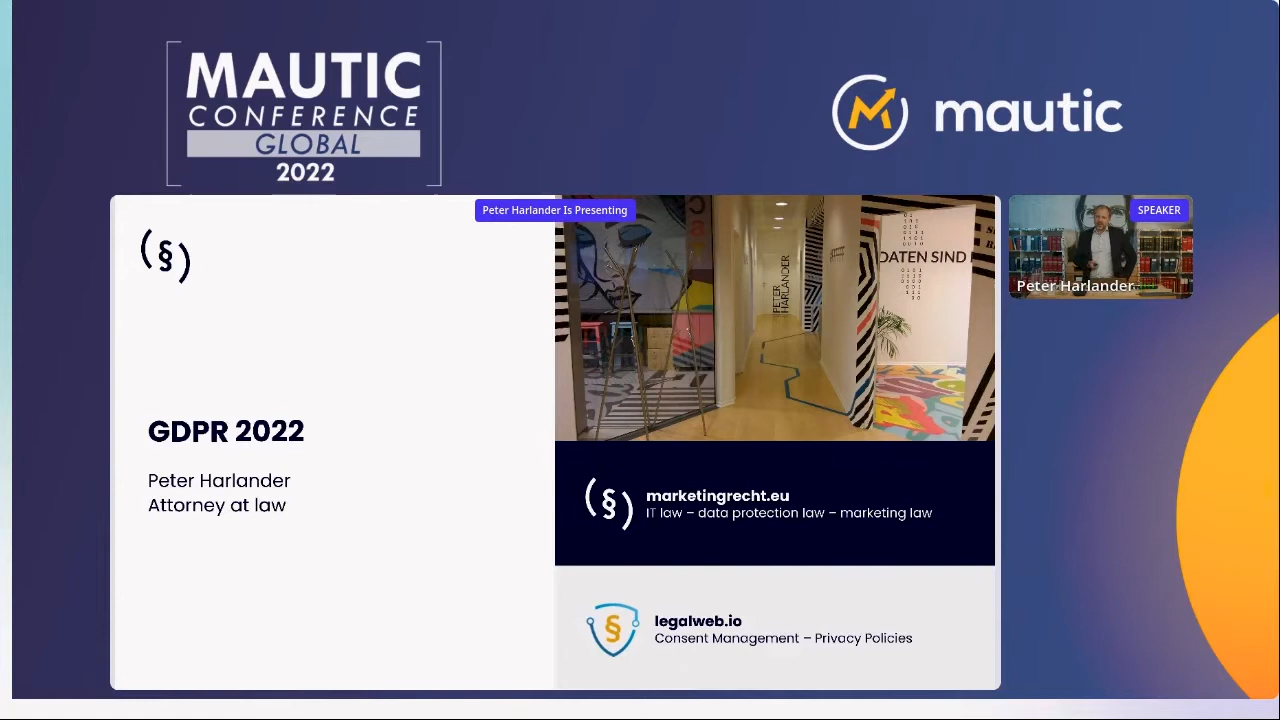 MAUTIC
CONFERENCE
GLOBAL
2022
mautic
Peter Harlander Is Presenting
SPEAKER
Peter Harlander
(§)
GDPR 2022
Peter Harlander
Attorney at law
PETER
HARLANDER
DATEN SIND
(§)
marketingrecht.eu
IT law – data protection law – marketing law
§
legalweb.io
Consent Management – Privacy Policies